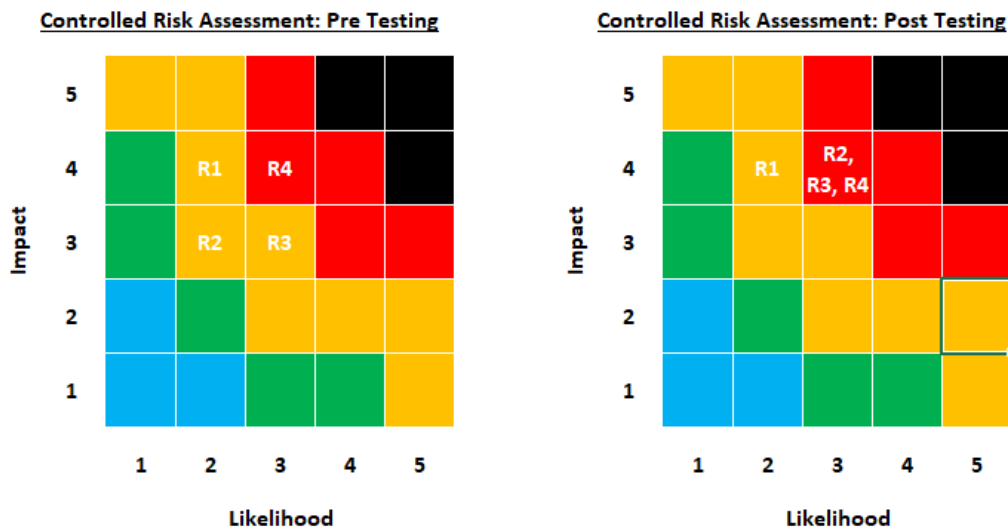 Controlled Risk Assessment: Pre Testing
Impact
5
4
R1
R4
3
R2
R3
2
1
1
2
3
4
5
Likelihood
Controlled Risk Assessment: Post Testing
Impact
5
4
R1
R2,
R3, R4
3
2
1
1
2
3
4
5
Likelihood